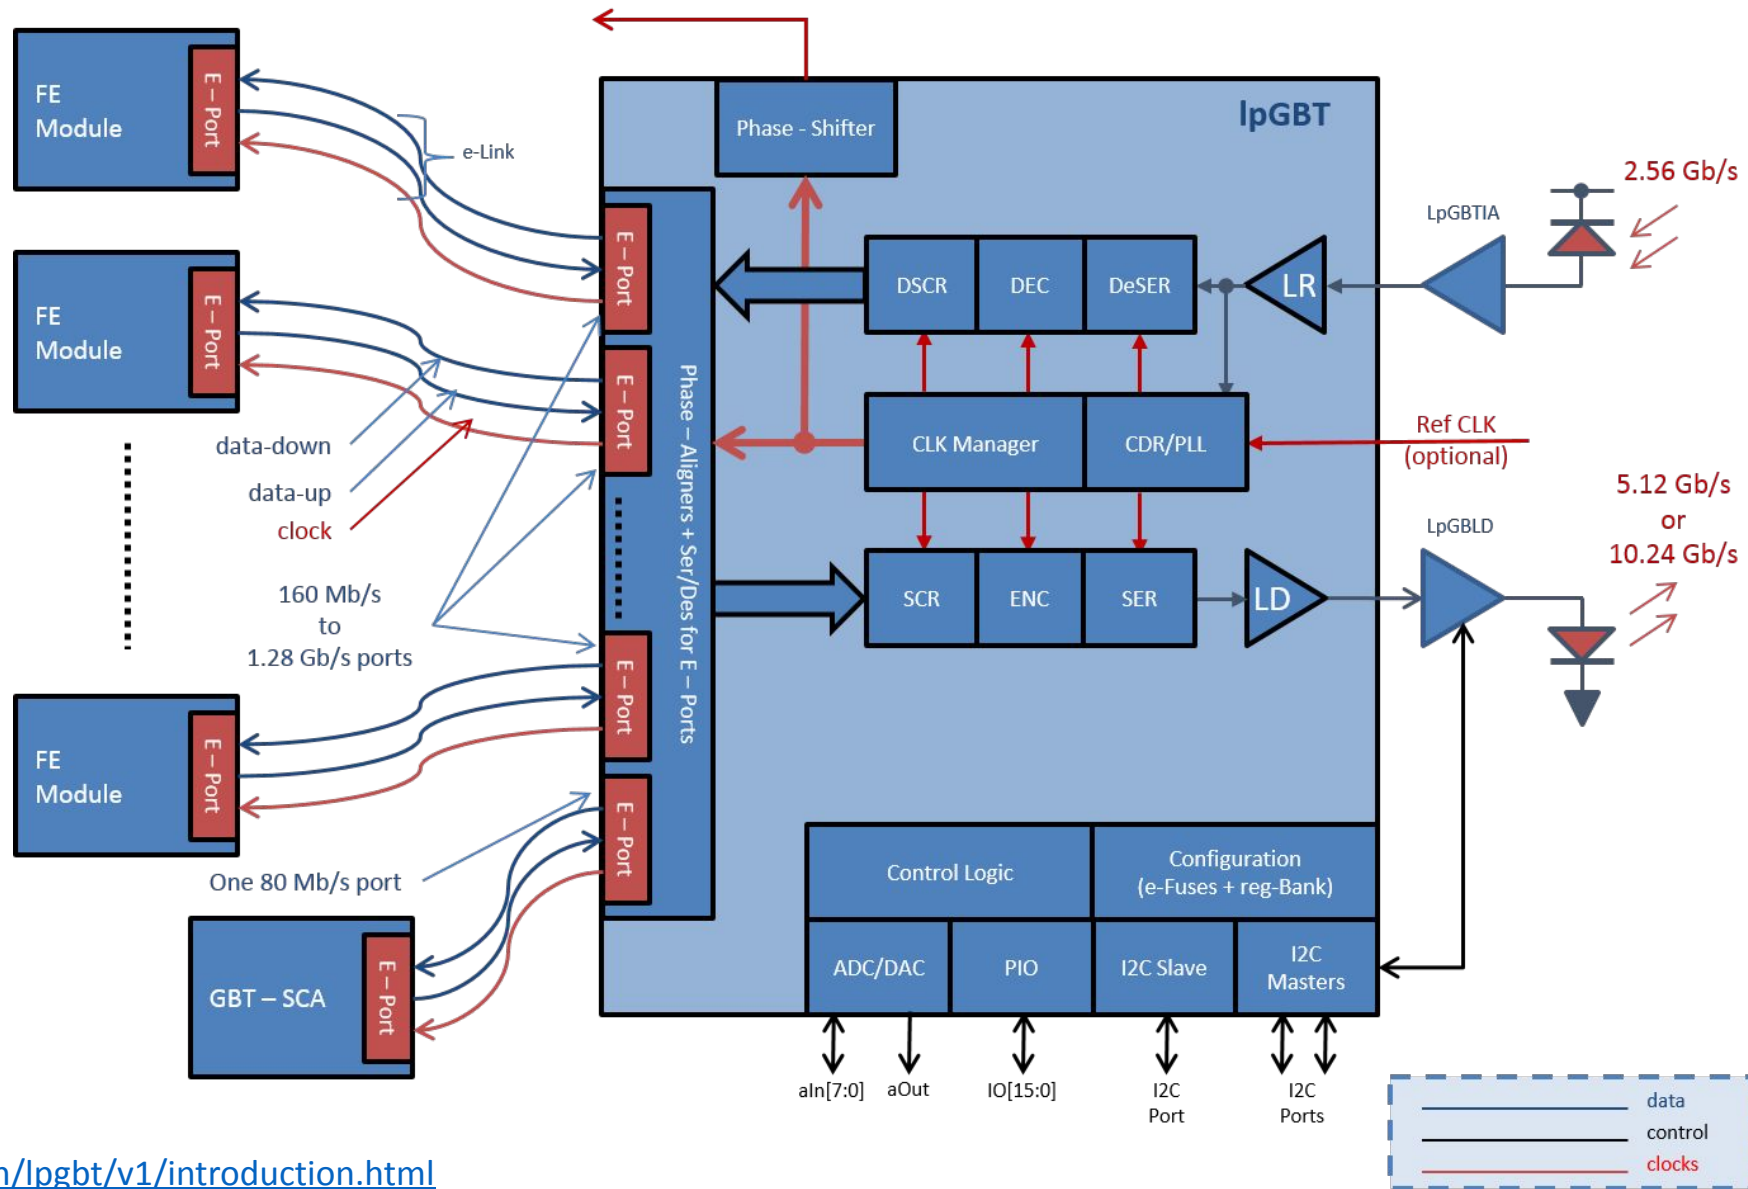 FE
Module
E – Port
e-Link
FE
Module
E – Port
data-down
data-up
clock
160 Mb/s
to
1.28 Gb/s ports
FE
Module
E – Port
One 80 Mb/s port
GBT – SCA
E – Port
lpGBT
Phase - Shifter
E – Port
E – Port
E – Port
E – Port
Phase – Aligners + Ser/Des for E – Ports
DSCR
DEC
DeSER
LR
LpGBTIA
2.56 Gb/s
CLK Manager
CDR/PLL
Ref CLK
(optional)
SCR
ENC
SER
LD
LpGBLD
5.12 Gb/s
or
10.24 Gb/s
Control Logic
Configuration
(e-Fuses + reg-Bank)
ADC/DAC
PIO
I2C Slave
I2C
Masters
aIn[7:0]
aOut
IO[15:0]
I2C
Port
I2C
Ports
data
control
clocks
/lpgbt/v1/introduction.html